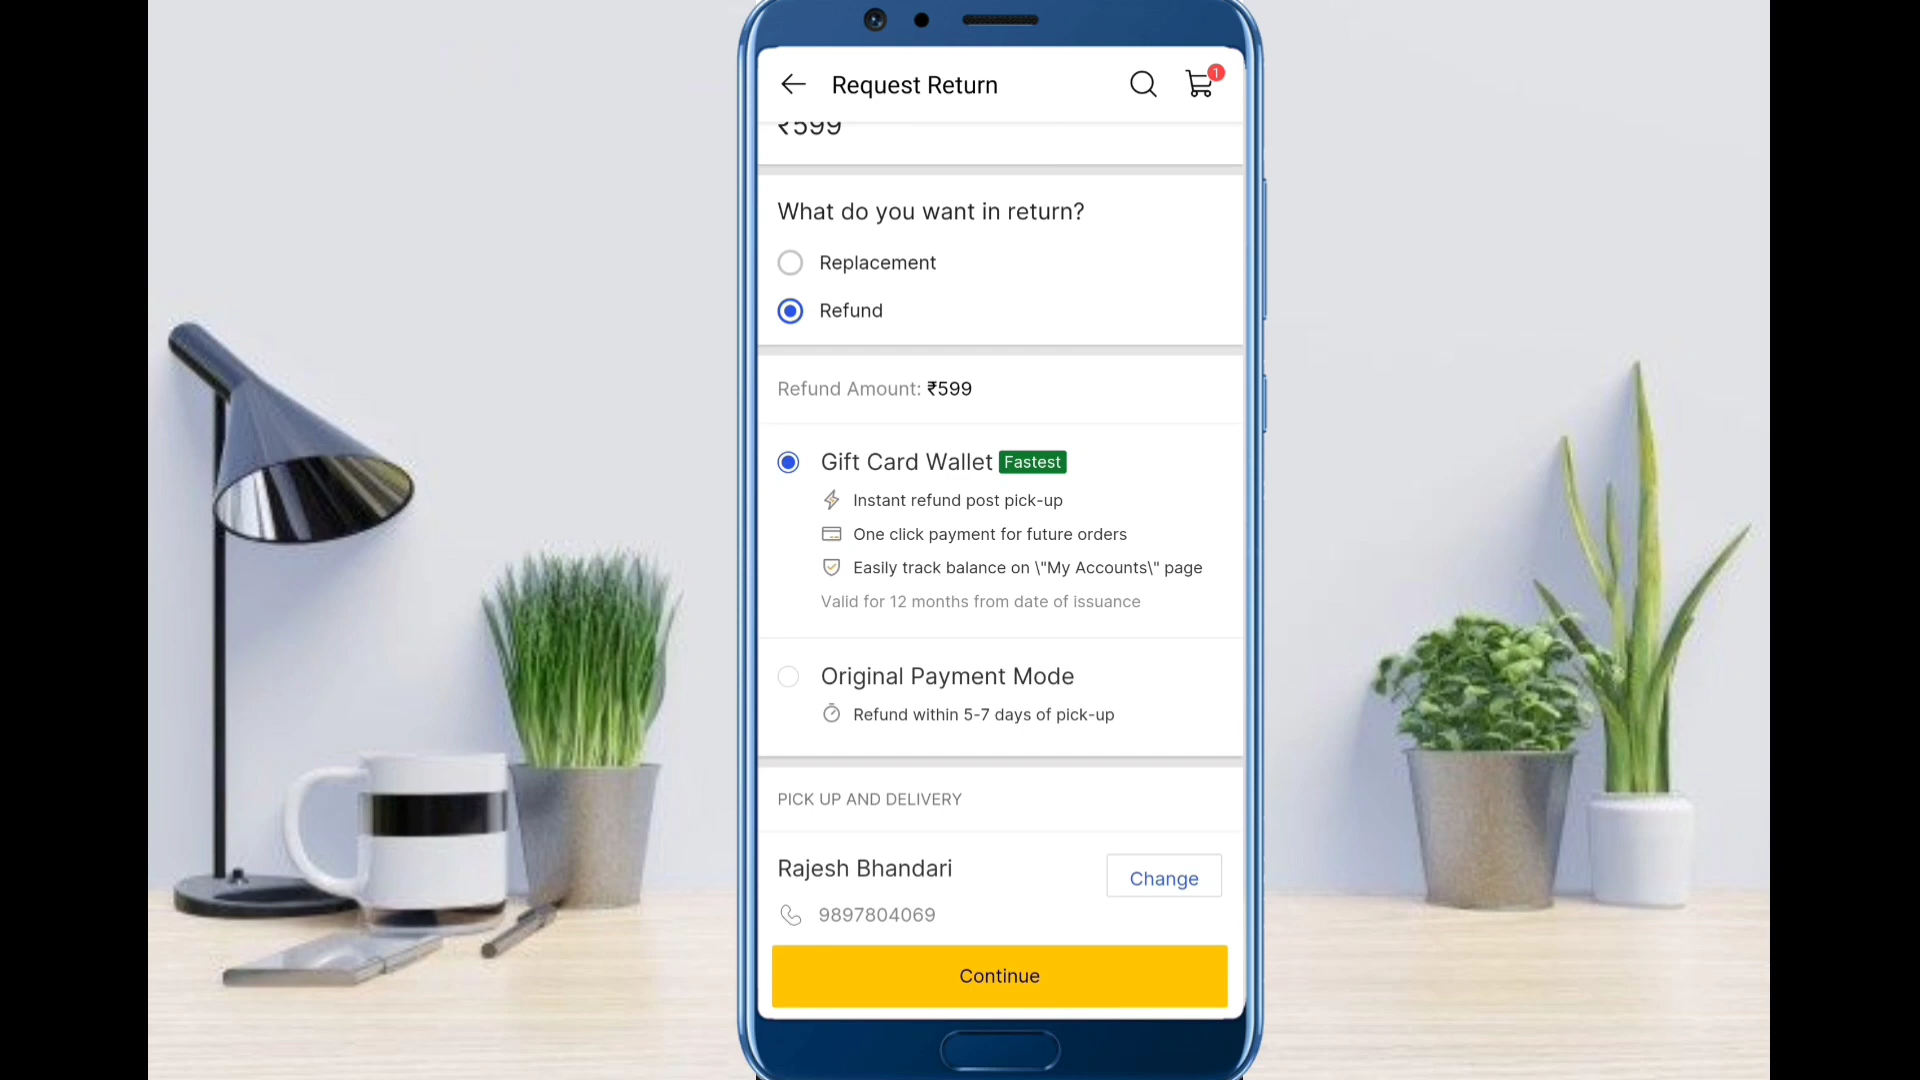 Request Return
1
₹599
What do you want in return?
Replacement
Refund
Refund Amount: ₹599
Gift Card Wallet Fastest
Instant refund post pick-up
One click payment for future orders
Easily track balance on \"My Accounts\" page
Valid for 12 months from date of issuance
Original Payment Mode
Refund within 5-7 days of pick-up
PICK UP AND DELIVERY
Rajesh Bhandari
Change
9897804069
Continue